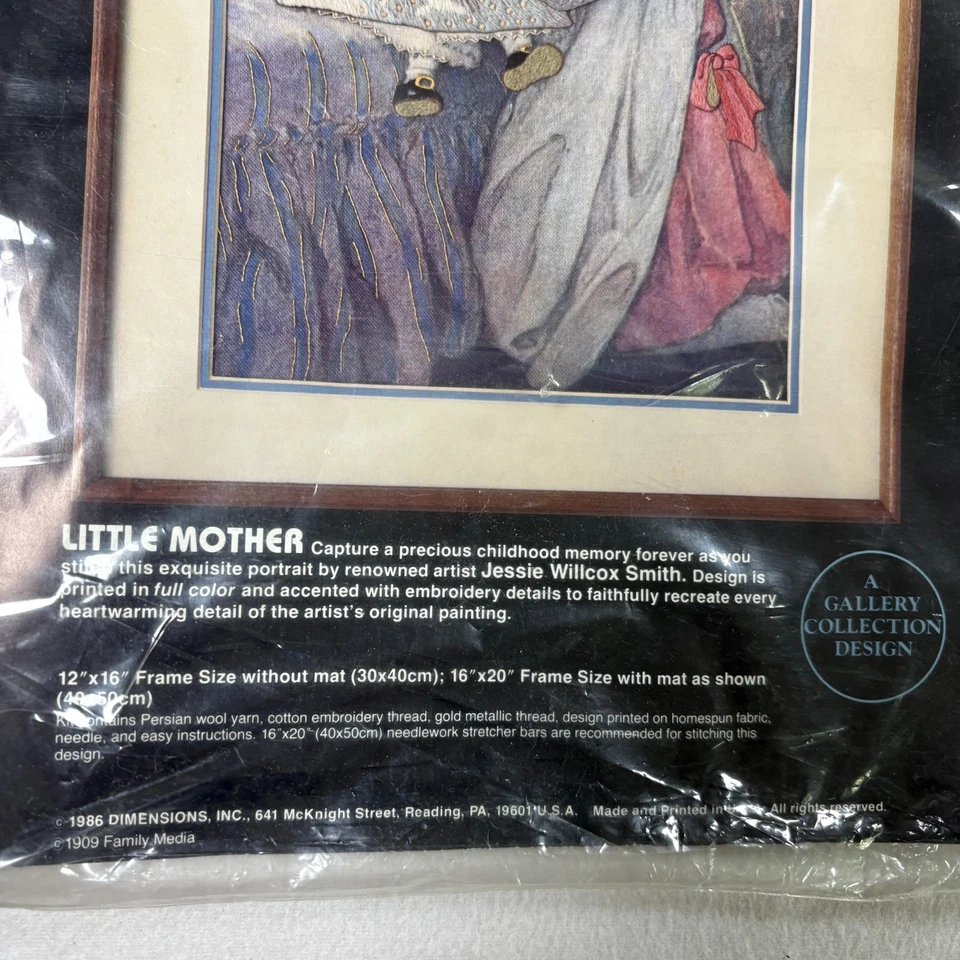 LITTLE MOTHER Capture a precious childhood memory forever as you
this exquisite portrait by renowned artist Jessie Willcox Smith. Design is
printed in full color and accented with embroidery details to faithfully recreate every
heartwarming detail of the artist's original painting.
A
GALLERY
COLLECTION
DESIGN
12"x16" Frame Size without mat (30x40cm); 16"x20" Frame Size with mat as shown
(40x50cm)
Kit contains Persian wool yarn, cotton embroidery thread, gold metallic thread, design printed on homespun fabric,
needle, and easy instructions. 16"x20" (40x50cm) needlework stretcher bars are recommended for stitching this
design.
c 1986 DIMENSIONS, INC., 641 McKnight Street, Reading, PA, 19601 U.S.A. Made and Printed in U.S.A. All rights reserved.
c 1909 Family Media